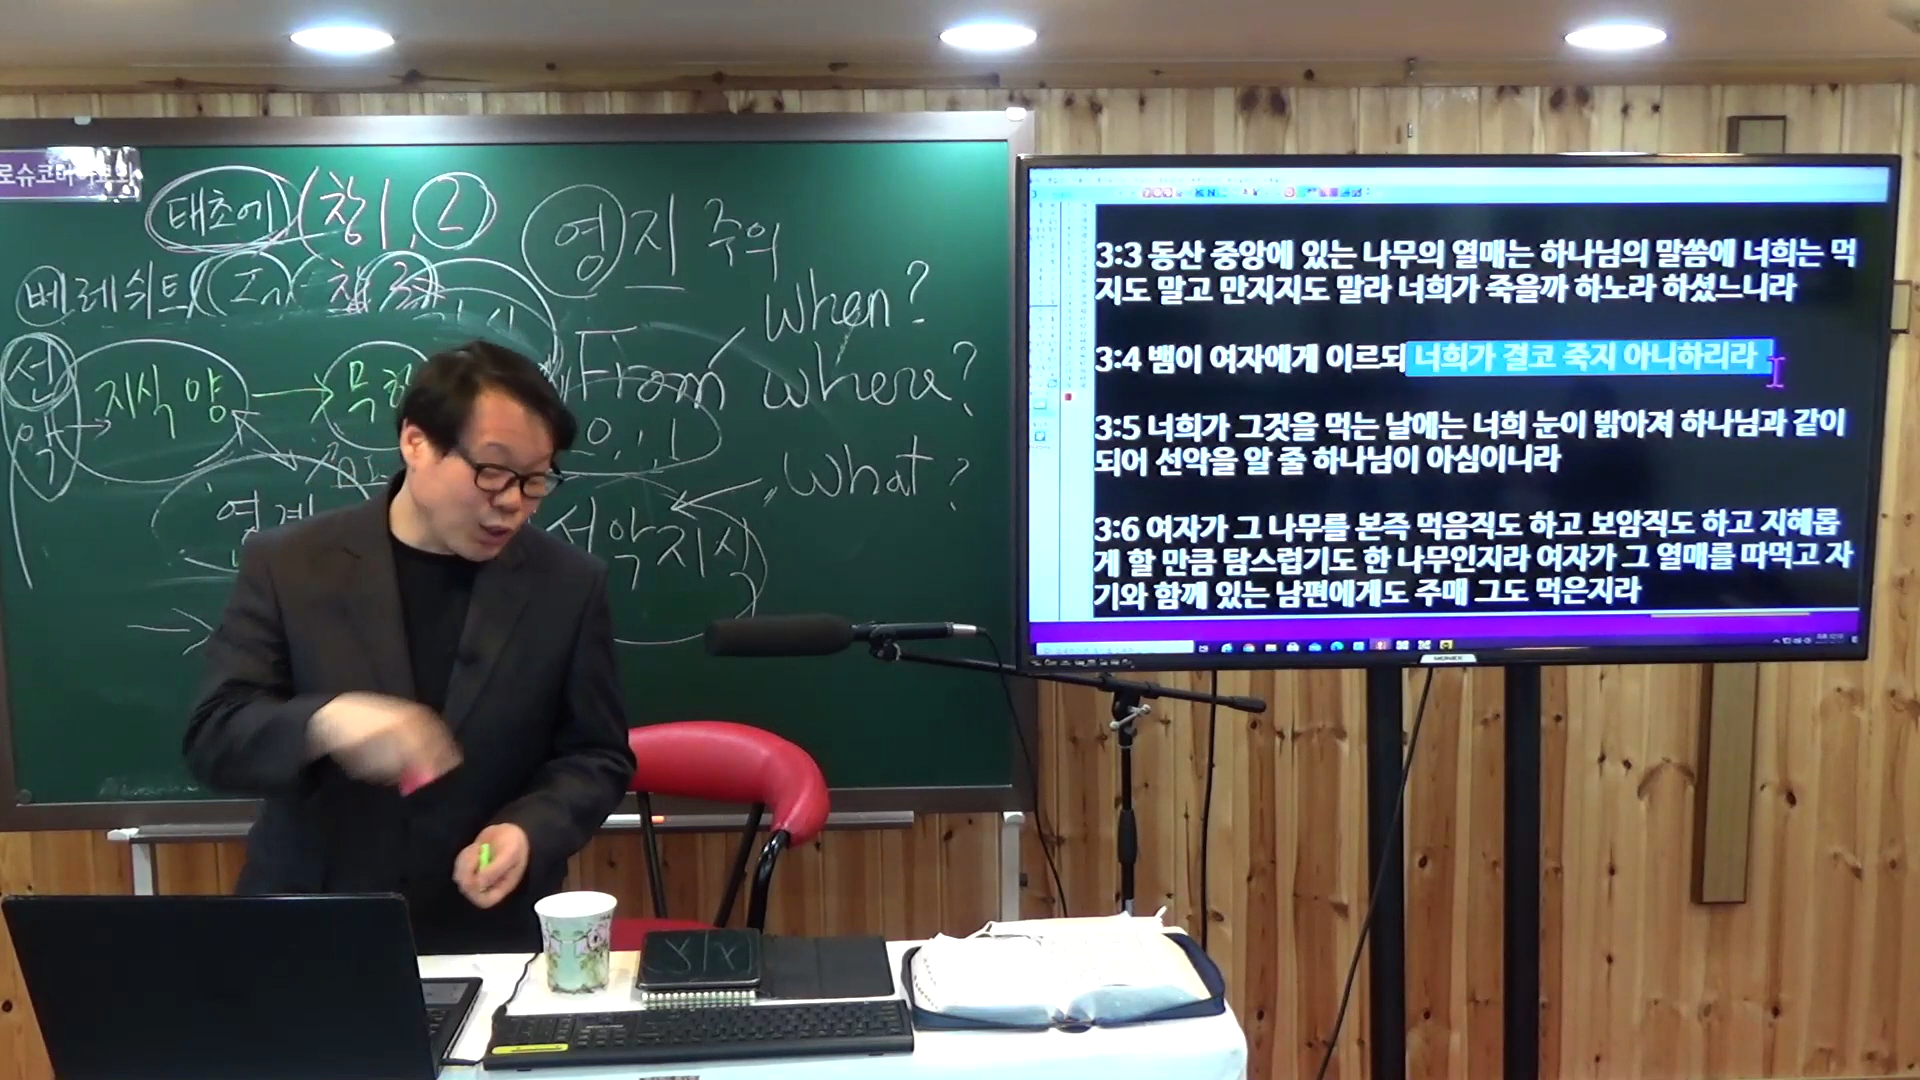 태초에 (창1, 2
영지주의
베레쉬트 (In 창
when?
From where?
선 지식 양 → 무한
악
what?
열매
선악지식
3:3 동산 중앙에 있는 나무의 열매는 하나님의 말씀에 너희는 먹
지도 말고 만지지도 말라 너희가 죽을까 하노라 하셨느니라
3:4 뱀이 여자에게 이르되 너희가 결코 죽지 아니하리라
3:5 너희가 그것을 먹는 날에는 너희 눈이 밝아져 하나님과 같이
되어 선악을 알 줄 하나님이 아심이니라
3:6 여자가 그 나무를 본즉 먹음직도 하고 보암직도 하고 지혜롭
게 할 만큼 탐스럽기도 한 나무인지라 여자가 그 열매를 따먹고 자
기와 함께 있는 남편에게도 주매 그도 먹은지라